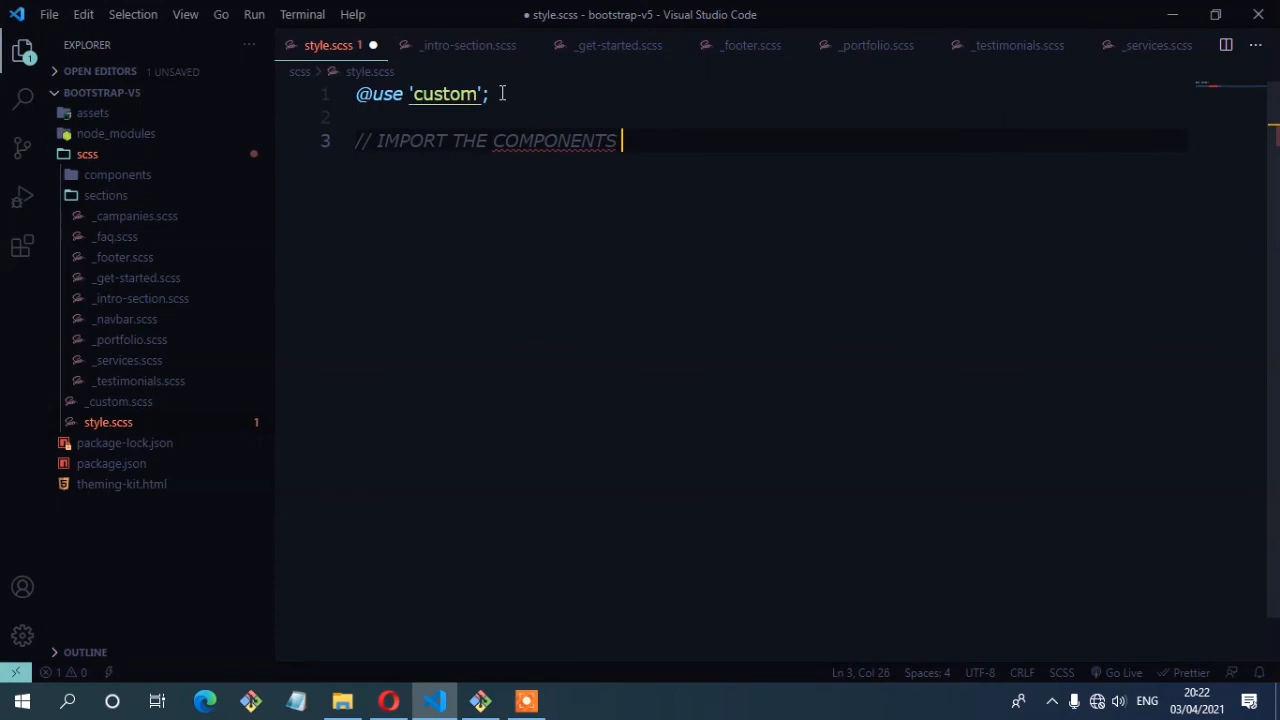 File Edit Selection View Go Run Terminal Help
● style.scss - bootstrap-v5 - Visual Studio Code
EXPLORER
style.scss 1
_intro-section.scss
_get-started.scss
_footer.scss
_portfolio.scss
_testimonials.scss
_services.scss
OPEN EDITORS 1 UNSAVED
scss > style.scss
BOOTSTRAP-V5
1 @use 'custom';
assets
2
node_modules
3 // IMPORT THE COMPONENTS
scss
components
sections
_campanies.scss
_faq.scss
_footer.scss
_get-started.scss
_intro-section.scss
_navbar.scss
_portfolio.scss
_services.scss
_testimonials.scss
_custom.scss
style.scss 1
package-lock.json
package.json
theming-kit.html
1
OUTLINE
1 0
Ln 3, Col 26 Spaces: 4 UTF-8 CRLF SCSS Go Live Prettier
ENG
20:22
03/04/2021